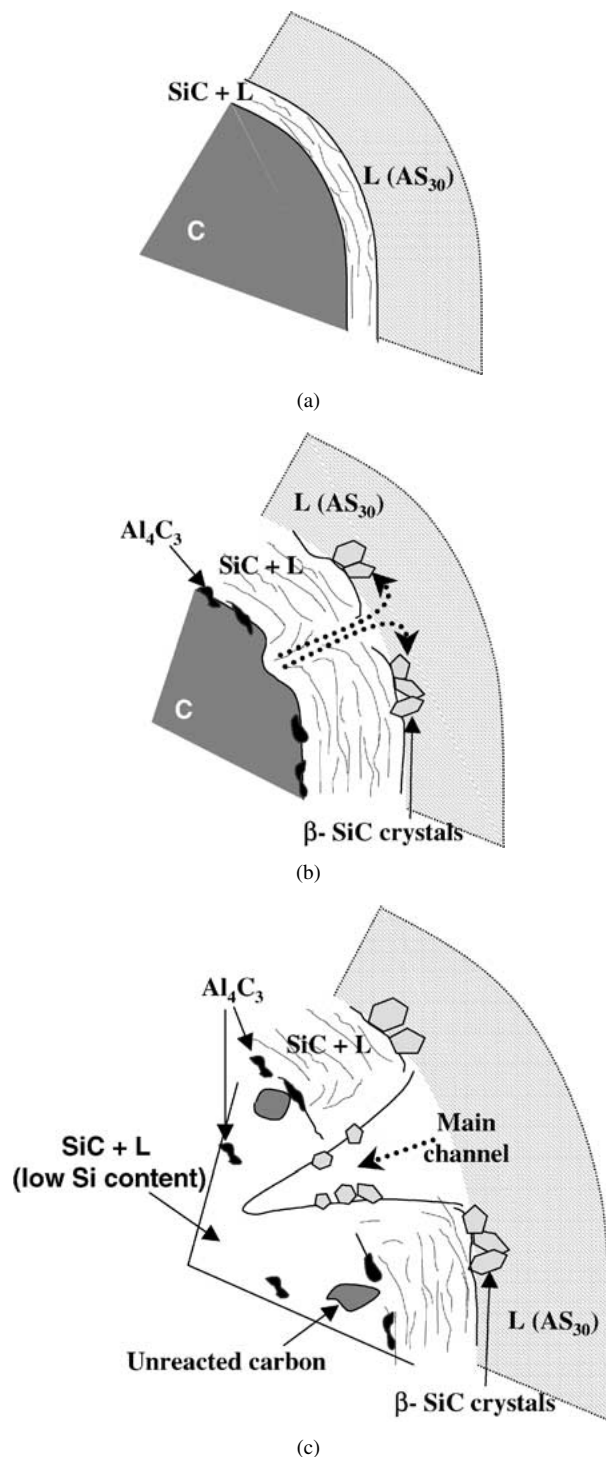 SiC + L
L (AS₃₀)
C
(a)
L (AS₃₀)
Al₄C₃
SiC + L
C
β- SiC crystals
(b)
Al₄C₃
SiC + L
Main
channel
SiC + L
(low Si content)
L (AS₃₀)
Unreacted carbon
β- SiC crystals
(c)